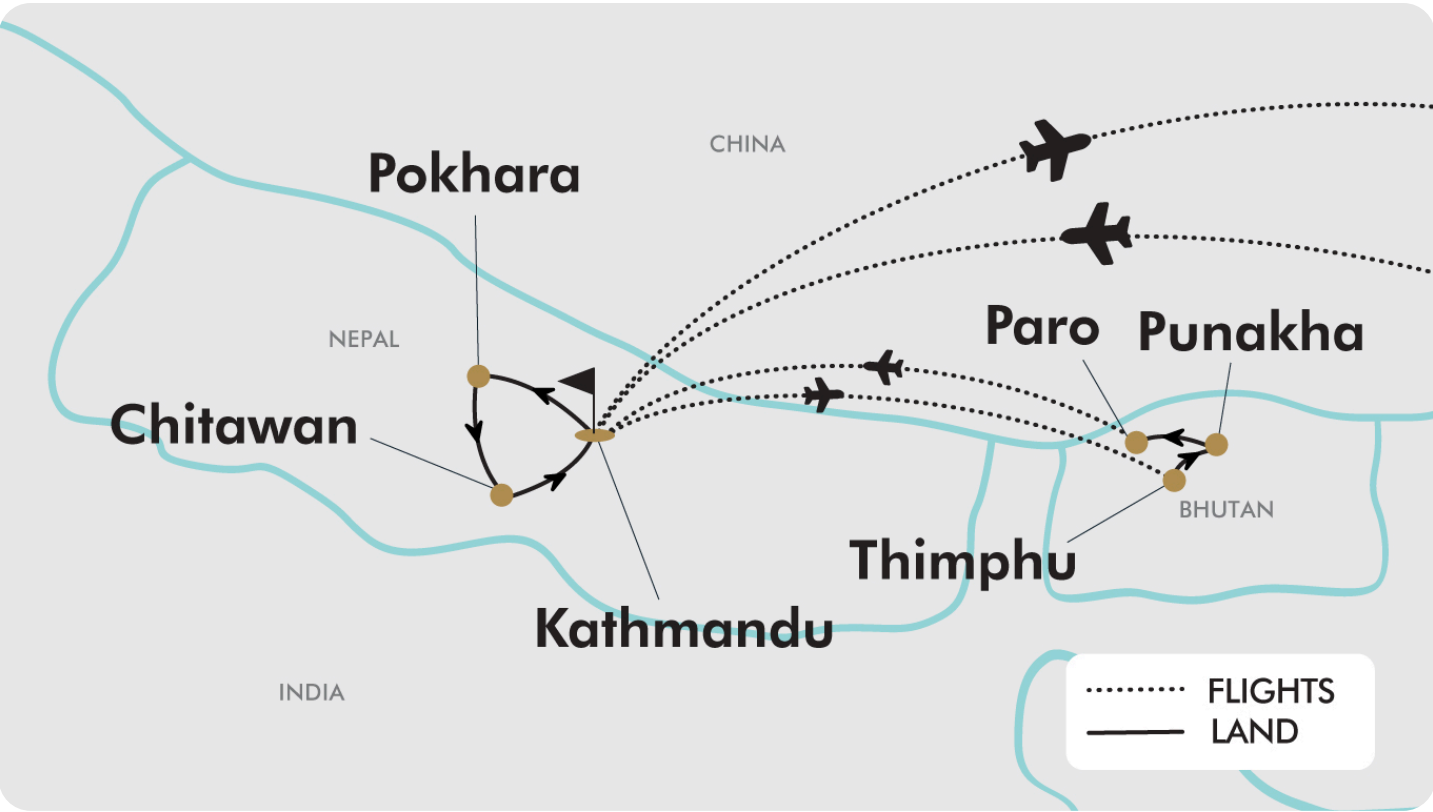 CHINA
Pokhara
Paro
Punakha
NEPAL
Chitawan
BHUTAN
Thimphu
Kathmandu
INDIA
FLIGHTS
LAND